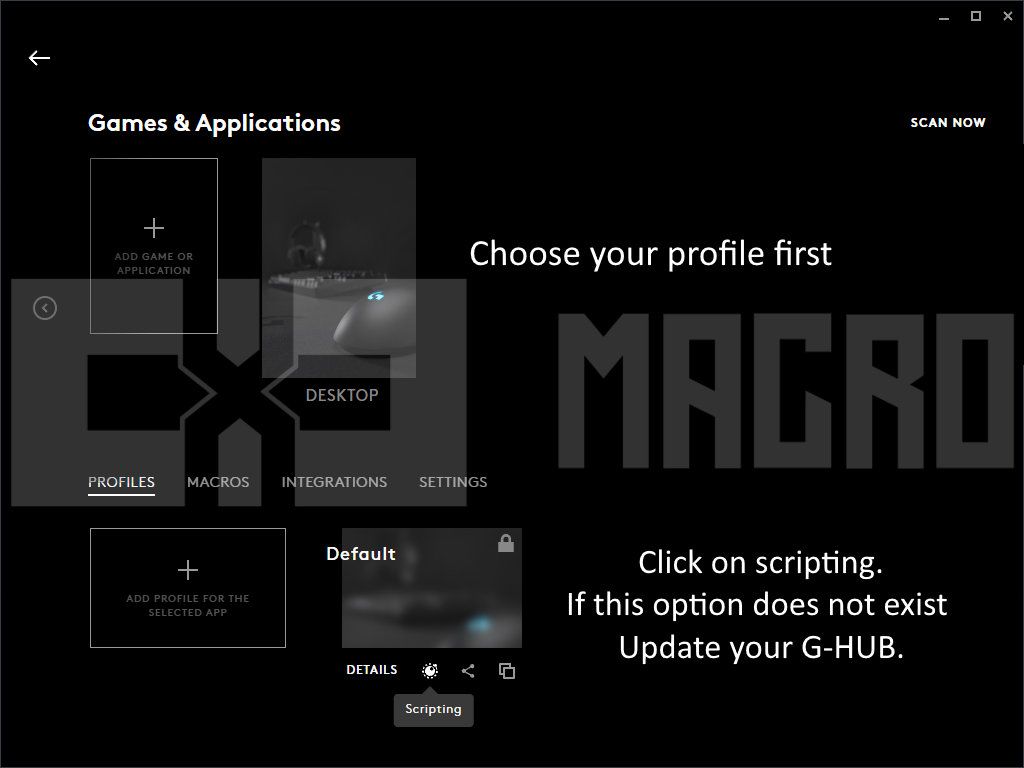 Games & Applications
SCAN NOW
ADD GAME OR
APPLICATION
Choose your profile first
MACRO
DESKTOP
PROFILES
MACROS
INTEGRATIONS
SETTINGS
ADD PROFILE FOR THE
SELECTED APP
Default
Click on scripting.
If this option does not exist
Update your G-HUB.
DETAILS
Scripting